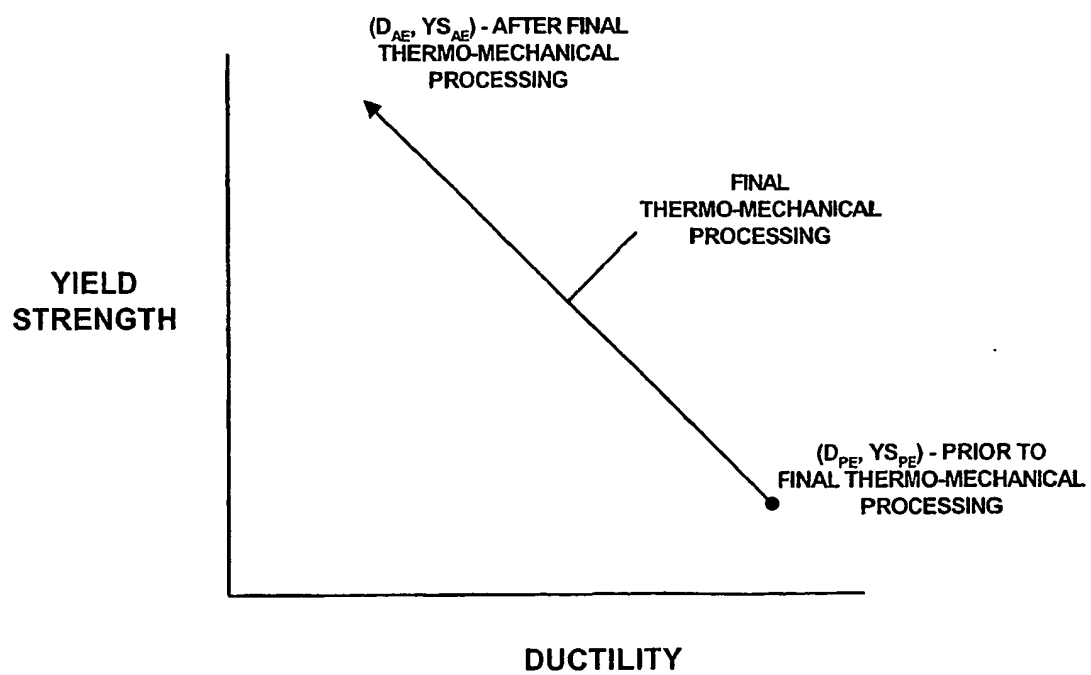 (D_AE, YS_AE) - AFTER FINAL
THERMO-MECHANICAL
PROCESSING
FINAL
THERMO-MECHANICAL
PROCESSING
YIELD
STRENGTH
(D_PE, YS_PE) - PRIOR TO
FINAL THERMO-MECHANICAL
PROCESSING
DUCTILITY